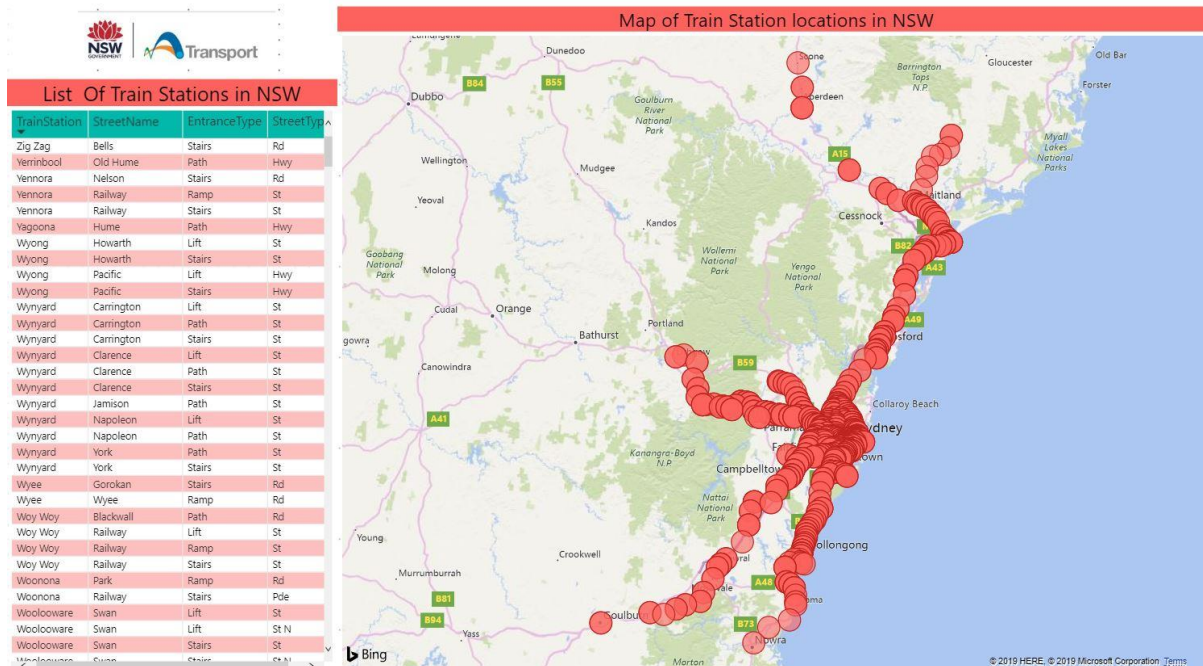 NSW
GOVERNMENT
Transport
List Of Train Stations in NSW
TrainStation StreetName EntranceType StreetTyp
Zig Zag Bells Stairs Rd
Yerrinbool Old Hume Path Hwy
Yennora Nelson Stairs Rd
Yennora Railway Ramp St
Yennora Railway Stairs St
Yagoona Hume Path Hwy
Wyong Howarth Lift St
Wyong Howarth Stairs St
Wyong Pacific Lift Hwy
Wyong Pacific Stairs Hwy
Wynyard Carrington Lift St
Wynyard Carrington Path St
Wynyard Carrington Stairs St
Wynyard Clarence Lift St
Wynyard Clarence Path St
Wynyard Clarence Stairs St
Wynyard Jamison Path St
Wynyard Napoleon Lift St
Wynyard Napoleon Path St
Wynyard York Path St
Wynyard York Stairs St
Wyee Gorokan Stairs Rd
Wyee Wyee Ramp Rd
Woy Woy Blackwall Path Rd
Woy Woy Railway Lift St
Woy Woy Railway Ramp St
Woy Woy Railway Stairs St
Woonona Park Ramp Rd
Woonona Railway Stairs Pde
Woolooware Swan Lift St
Woolooware Swan Lift St N
Woolooware Swan Stairs St
Woolooware Swan Stairs St N
Map of Train Station locations in NSW
Dunedoo
Gloucester
Old Bar
Barrington
Tops
N.P.
Forster
B84
B55
Dubbo
Goulburn
River
National
Park
Myall
Lakes
National
Parks
A15
Wellington
Mudgee
Yeoval
Cessnock
Kandos
B82
Goobang
National
Park
Wollemi
National
Park
Yengo
National
Park
A43
Molong
Cudal
Orange
Portland
A49
Bathurst
Canowindra
B59
Collaroy Beach
A41
Kanangra-Boyd
N.P.
Nattai
National
Park
Young
Crookwell
Murrumburrah
A48
B81
B94
Yass
B73
Nowra
Morton
Bing
© 2019 HERE, © 2019 Microsoft Corporation Terms